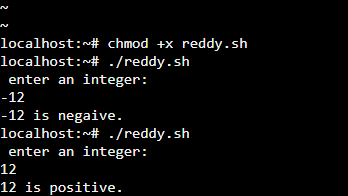 ~
~
localhost:~# chmod +x reddy.sh
localhost:~# ./reddy.sh
 enter an integer:
-12
-12 is negaive.
localhost:~# ./reddy.sh
 enter an integer:
12
12 is positive.